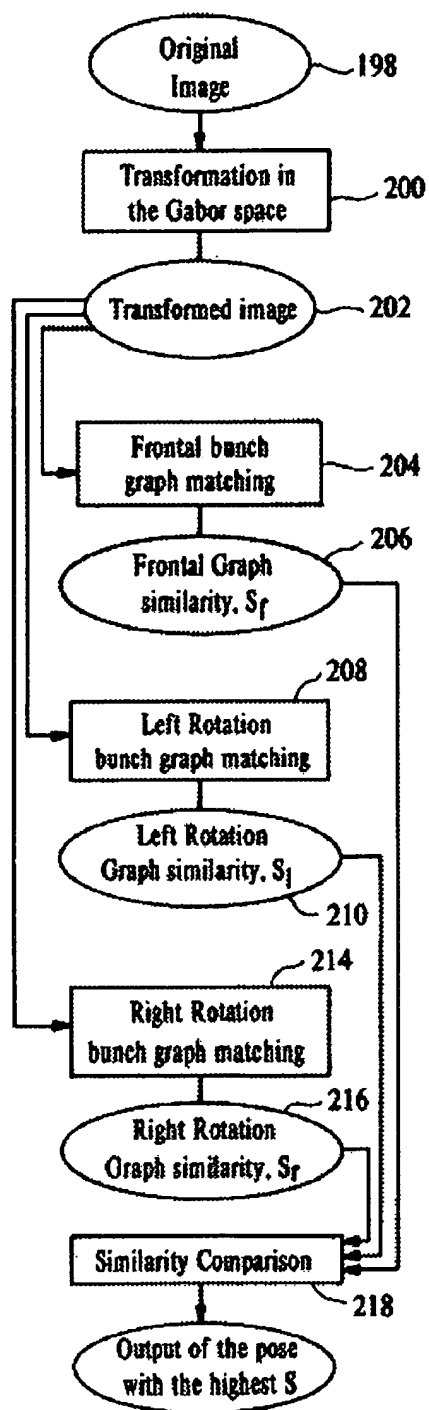 Original
Image
198
Transformation in
the Gabor space
200
Transformed image
202
Frontal bunch
graph matching
204
206
Frontal Graph
similarity, Sf
208
Left Rotation
bunch graph matching
Left Rotation
Graph similarity, Sl
210
214
Right Rotation
bunch graph matching
216
Right Rotation
Graph similarity, Sr
Similarity Comparison
218
Output of the pose
with the highest S